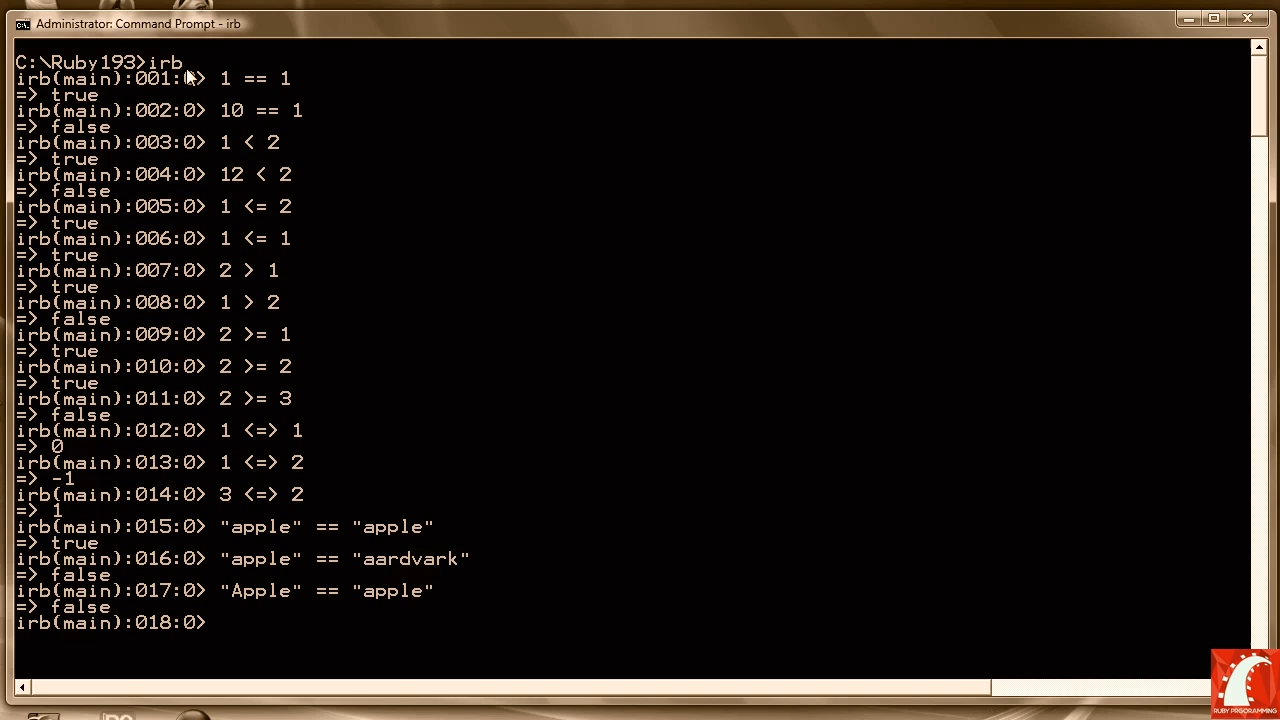 Administrator: Command Prompt - irb
C:\Ruby193>irb
irb(main):001:0> 1 == 1
=> true
irb(main):002:0> 10 == 1
=> false
irb(main):003:0> 1 < 2
=> true
irb(main):004:0> 12 < 2
=> false
irb(main):005:0> 1 <= 2
=> true
irb(main):006:0> 1 <= 1
=> true
irb(main):007:0> 2 > 1
=> true
irb(main):008:0> 1 > 2
=> false
irb(main):009:0> 2 >= 1
=> true
irb(main):010:0> 2 >= 2
=> true
irb(main):011:0> 2 >= 3
=> false
irb(main):012:0> 1 <=> 1
=> 0
irb(main):013:0> 1 <=> 2
=> -1
irb(main):014:0> 3 <=> 2
=> 1
irb(main):015:0> "apple" == "apple"
=> true
irb(main):016:0> "apple" == "aardvark"
=> false
irb(main):017:0> "Apple" == "apple"
=> false
irb(main):018:0>
RUBY PRGORAMMING